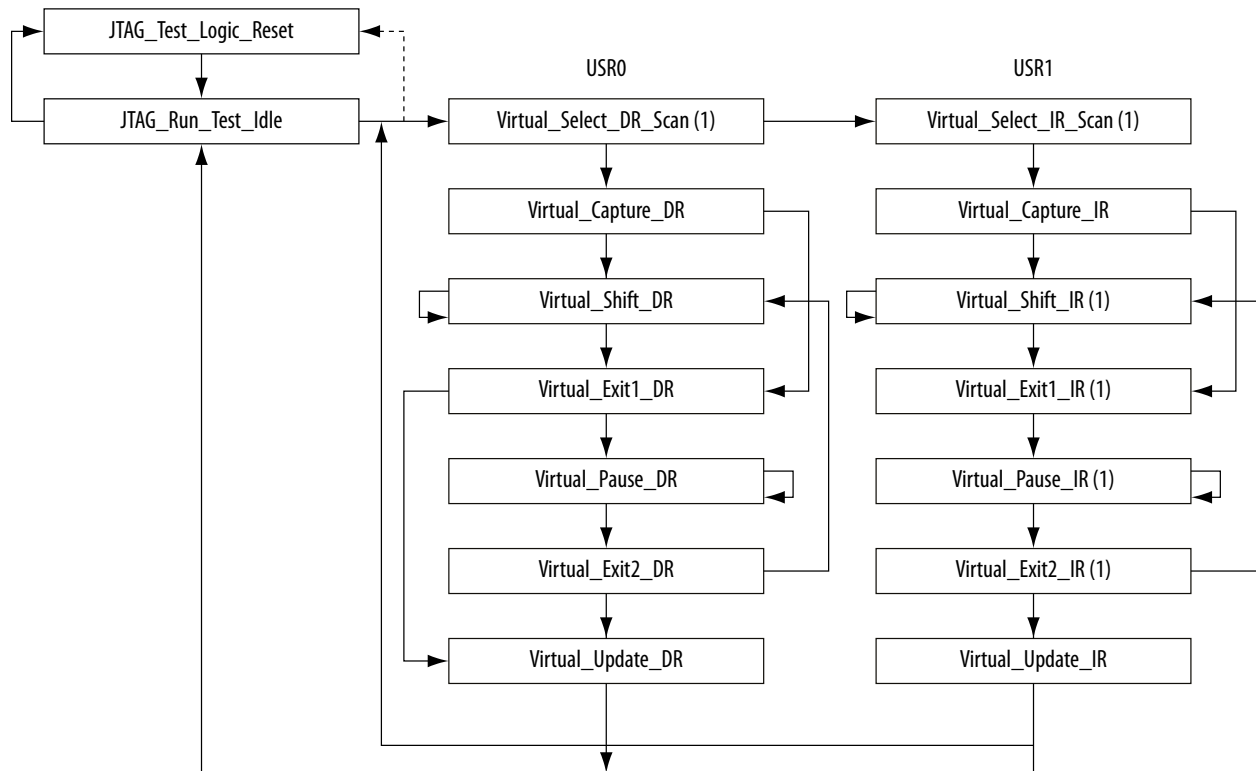 JTAG_Test_Logic_Reset
JTAG_Run_Test_Idle
USR0
Virtual_Select_DR_Scan (1)
Virtual_Capture_DR
Virtual_Shift_DR
Virtual_Exit1_DR
Virtual_Pause_DR
Virtual_Exit2_DR
Virtual_Update_DR
USR1
Virtual_Select_IR_Scan (1)
Virtual_Capture_IR
Virtual_Shift_IR (1)
Virtual_Exit1_IR (1)
Virtual_Pause_IR (1)
Virtual_Exit2_IR (1)
Virtual_Update_IR